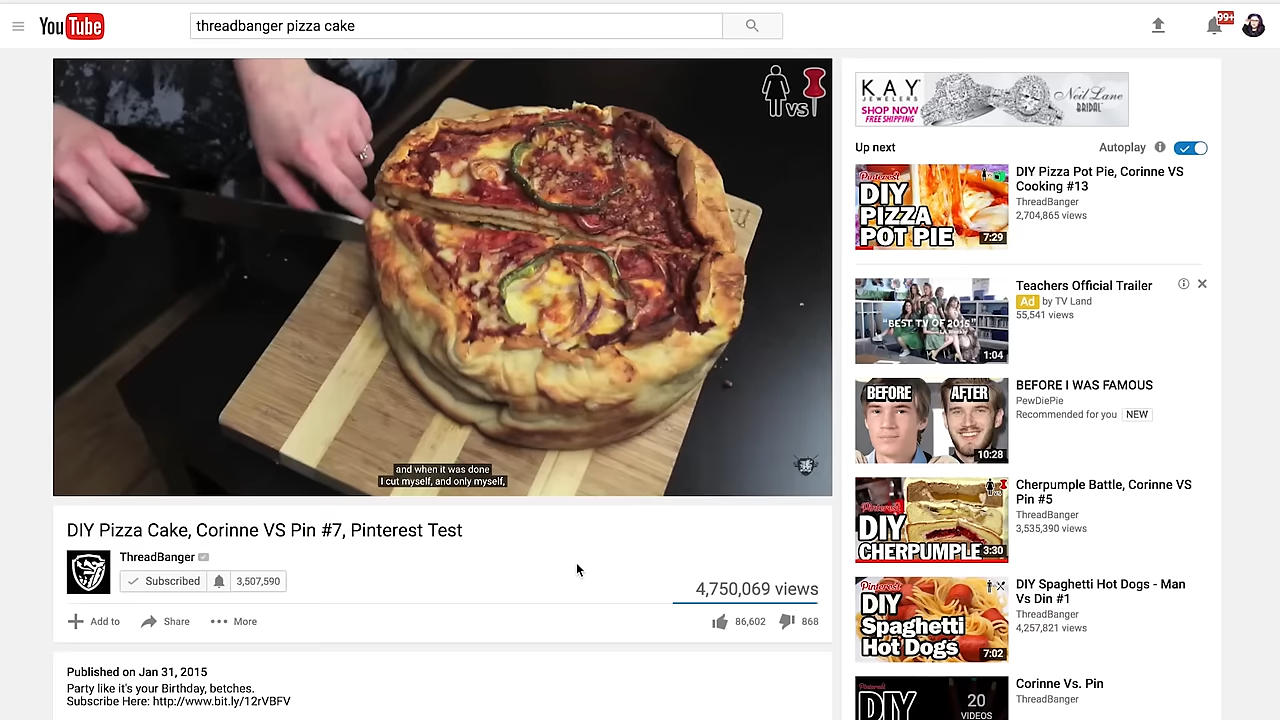 YouTube
threadbanger pizza cake
99+
VS
and when it was done
I cut myself, and only myself,
DIY Pizza Cake, Corinne VS Pin #7, Pinterest Test
ThreadBanger
Subscribed
3,507,590
4,750,069 views
Add to
Share
More
86,602
868
Published on Jan 31, 2015
Party like it's your Birthday, betches.
Subscribe Here: http://www.bit.ly/12rVBFV
KAY
JEWELERS
SHOP NOW
FREE SHIPPING
Neil Lane
BRIDAL
Up next
Autoplay
Pinterest
DIY
PIZZA
POT PIE
7:29
DIY Pizza Pot Pie, Corinne VS
Cooking #13
ThreadBanger
2,704,865 views
"BEST TV OF 2015"
1:04
Teachers Official Trailer
Ad by TV Land
55,541 views
BEFORE
AFTER
10:28
BEFORE I WAS FAMOUS
PewDiePie
Recommended for you NEW
Pinterest
DIY
CHERPUMPLE
3:30
Cherpumple Battle, Corinne VS
Pin #5
ThreadBanger
3,535,390 views
Pinterest
DIY
Spaghetti
Hot Dogs
7:02
DIY Spaghetti Hot Dogs - Man
Vs Din #1
ThreadBanger
4,257,821 views
Pinterest
DIY
20
VIDEOS
Corinne Vs. Pin
ThreadBanger